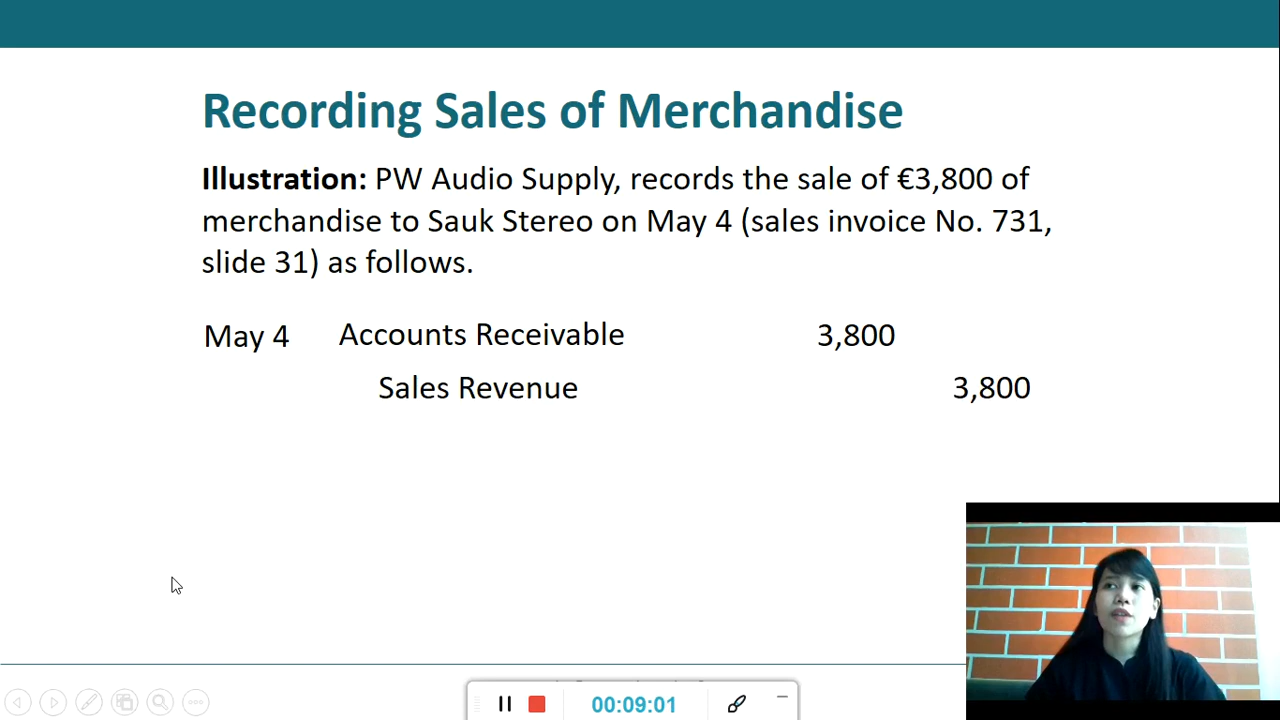 Recording Sales of Merchandise
Illustration: PW Audio Supply, records the sale of €3,800 of
merchandise to Sauk Stereo on May 4 (sales invoice No. 731,
slide 31) as follows.
May 4 Accounts Receivable 3,800
Sales Revenue 3,800
00:09:01